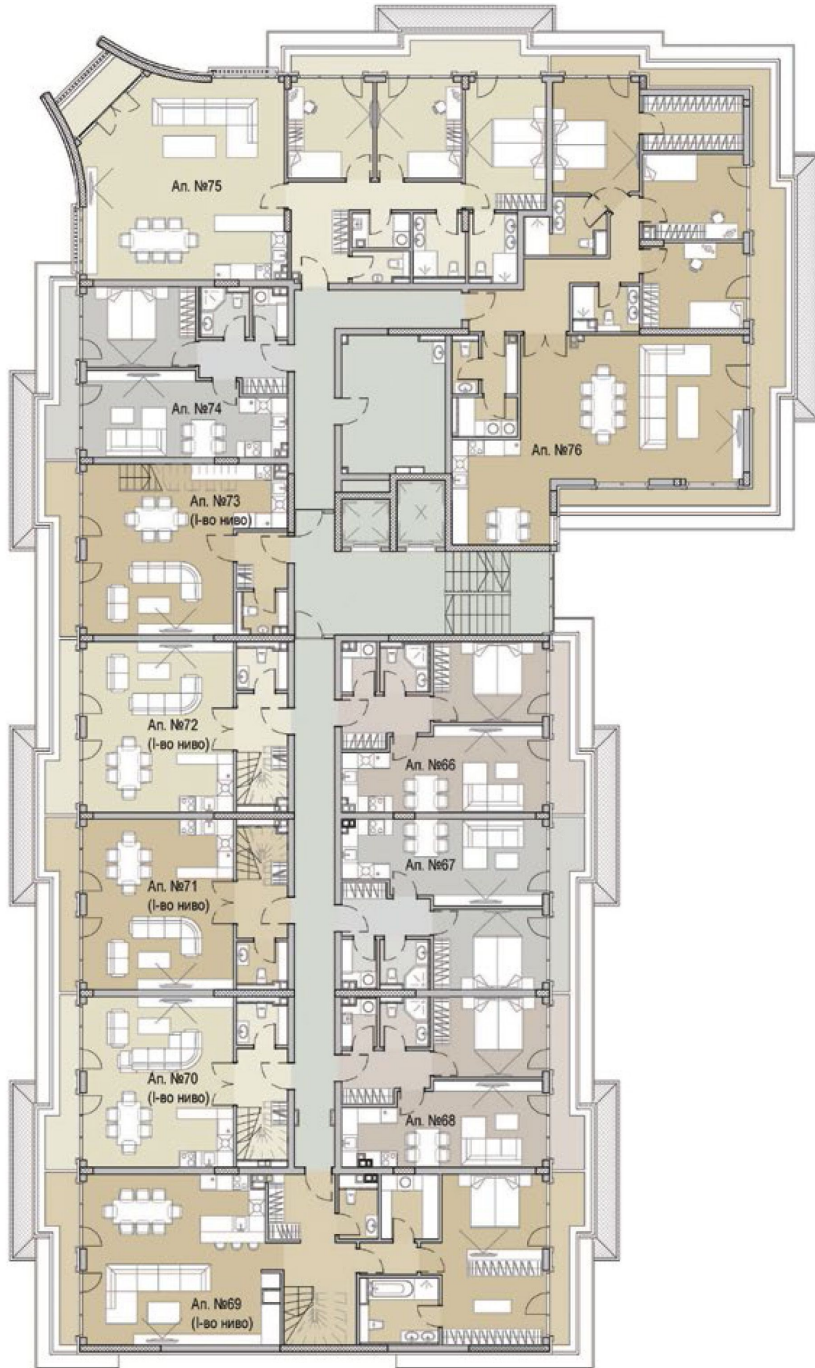 Ап. №75
Ап. №74
Ап. №76
Ап. №73
(I-во ниво)
Ап. №72
(I-во ниво)
Ап. №66
Ап. №67
Ап. №71
(I-во ниво)
Ап. №70
(I-во ниво)
Ап. №68
Ап. №69
(I-во ниво)